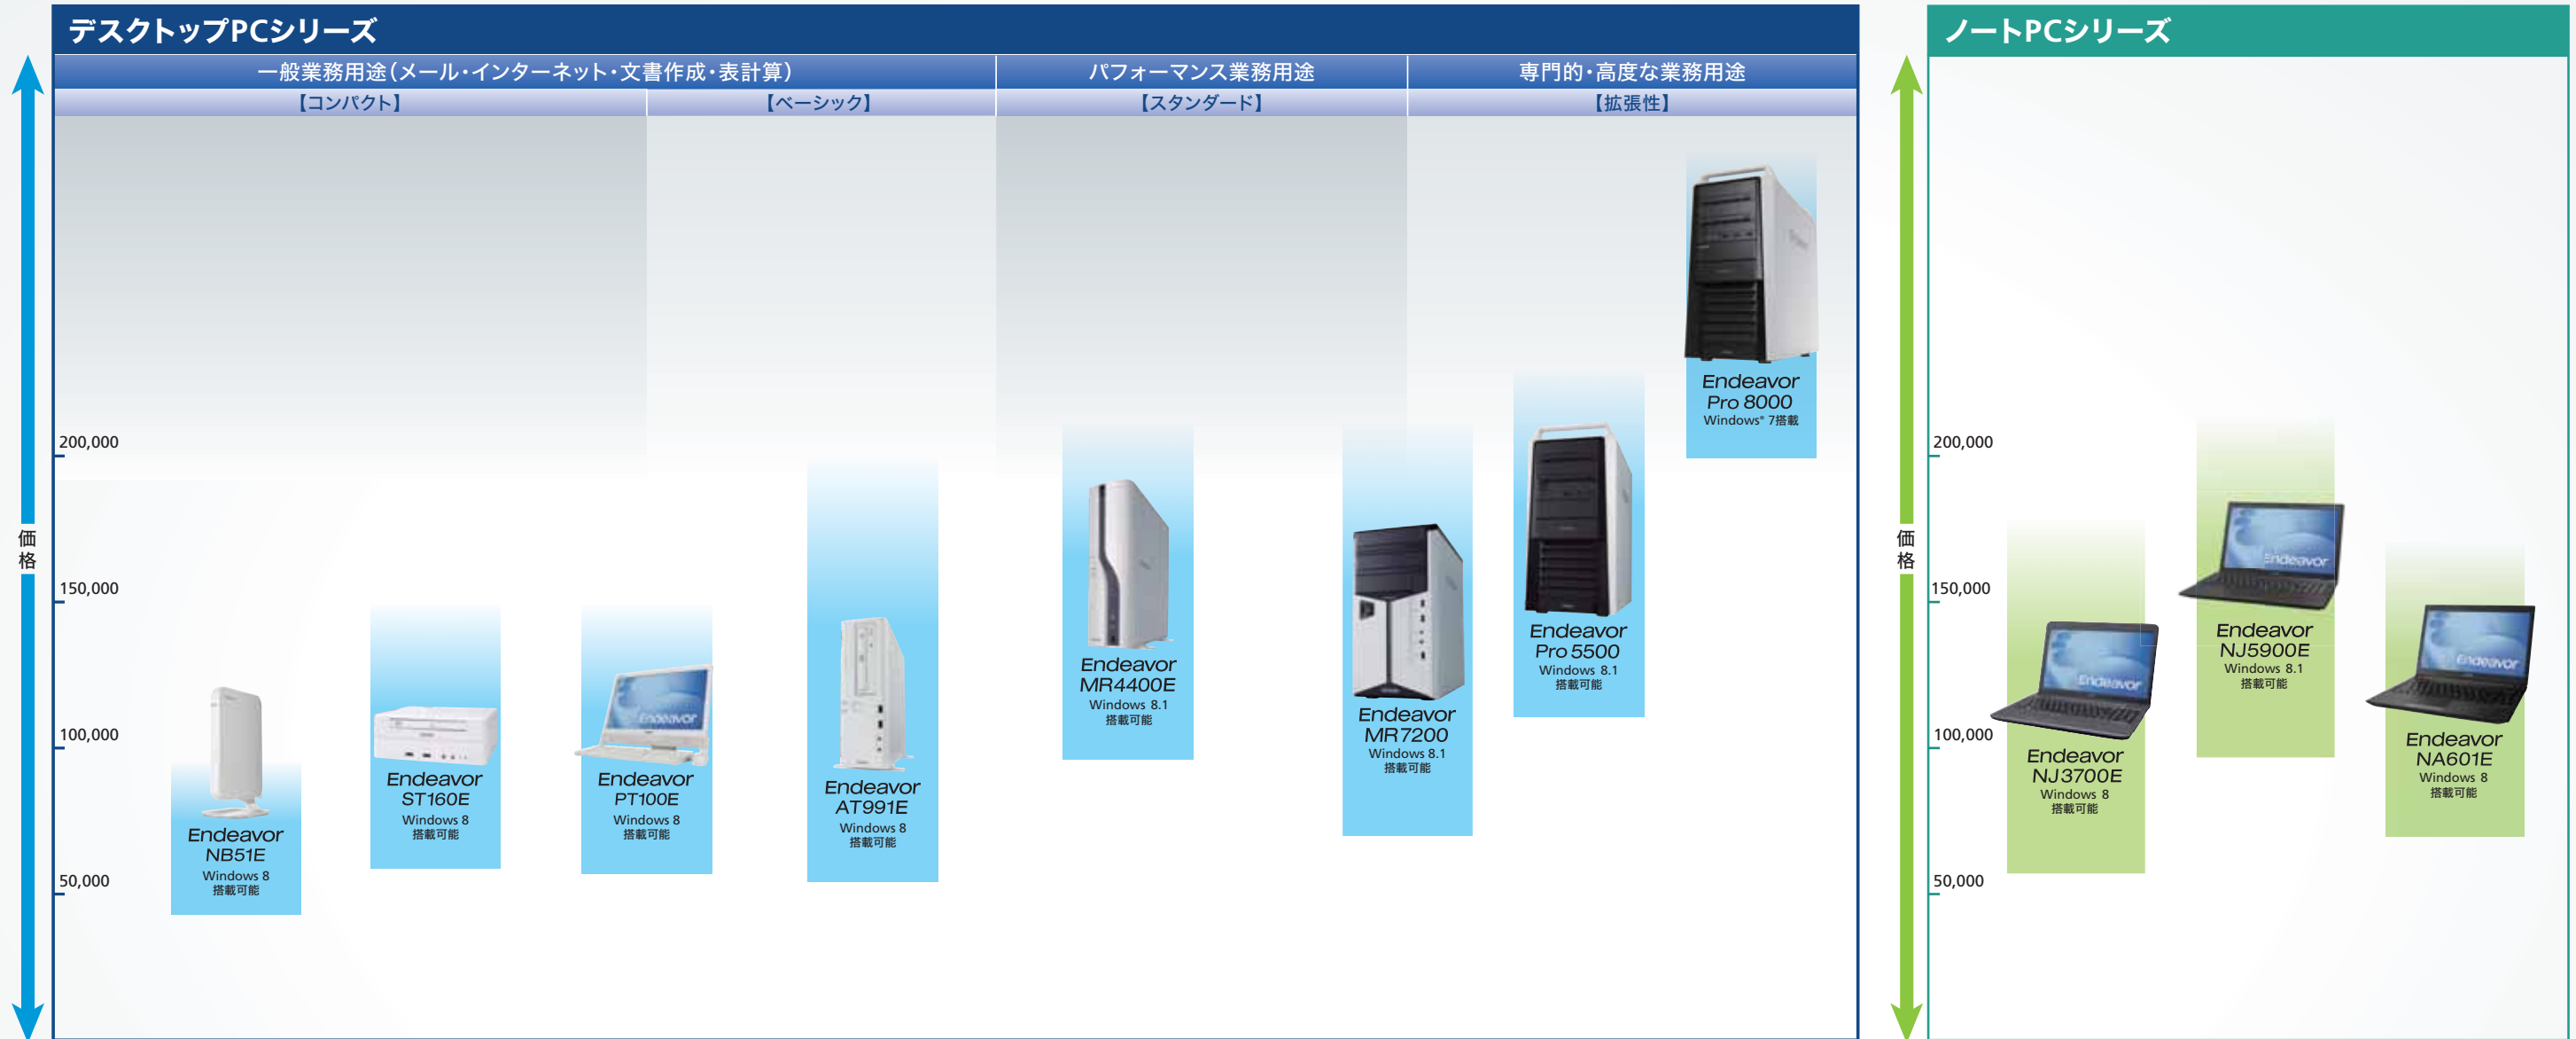 デスクトップPCシリーズ
一般業務用途(メール・インターネット・文書作成・表計算)
パフォーマンス業務用途
専門的・高度な業務用途
【コンパクト】
【ベーシック】
【スタンダード】
【拡張性】
価格
200,000
150,000
100,000
50,000
Endeavor
NB51E
Windows 8
搭載可能
Endeavor
ST160E
Windows 8
搭載可能
Endeavor
Endeavor
PT100E
Windows 8
搭載可能
Endeavor
AT991E
Windows 8
搭載可能
Endeavor
MR4400E
Windows 8.1
搭載可能
Endeavor
MR7200
Windows 8.1
搭載可能
Endeavor
Pro 5500
Windows 8.1
搭載可能
Endeavor
Pro 8000
Windows® 7搭載
ノートPCシリーズ
価格
200,000
150,000
100,000
50,000
Endeavor
Endeavor
NJ3700E
Windows 8
搭載可能
Endeavor
Endeavor
NJ5900E
Windows 8.1
搭載可能
Endeavor
Endeavor
NA601E
Windows 8
搭載可能